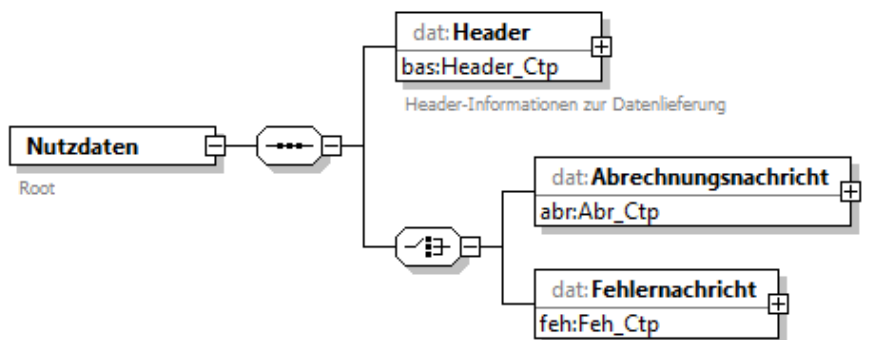 dat:Header
bas:Header_Ctp
Header-Informationen zur Datenlieferung
Nutzdaten
Root
dat:Abrechnungsnachricht
abr:Abr_Ctp
dat:Fehlernachricht
feh:Feh_Ctp